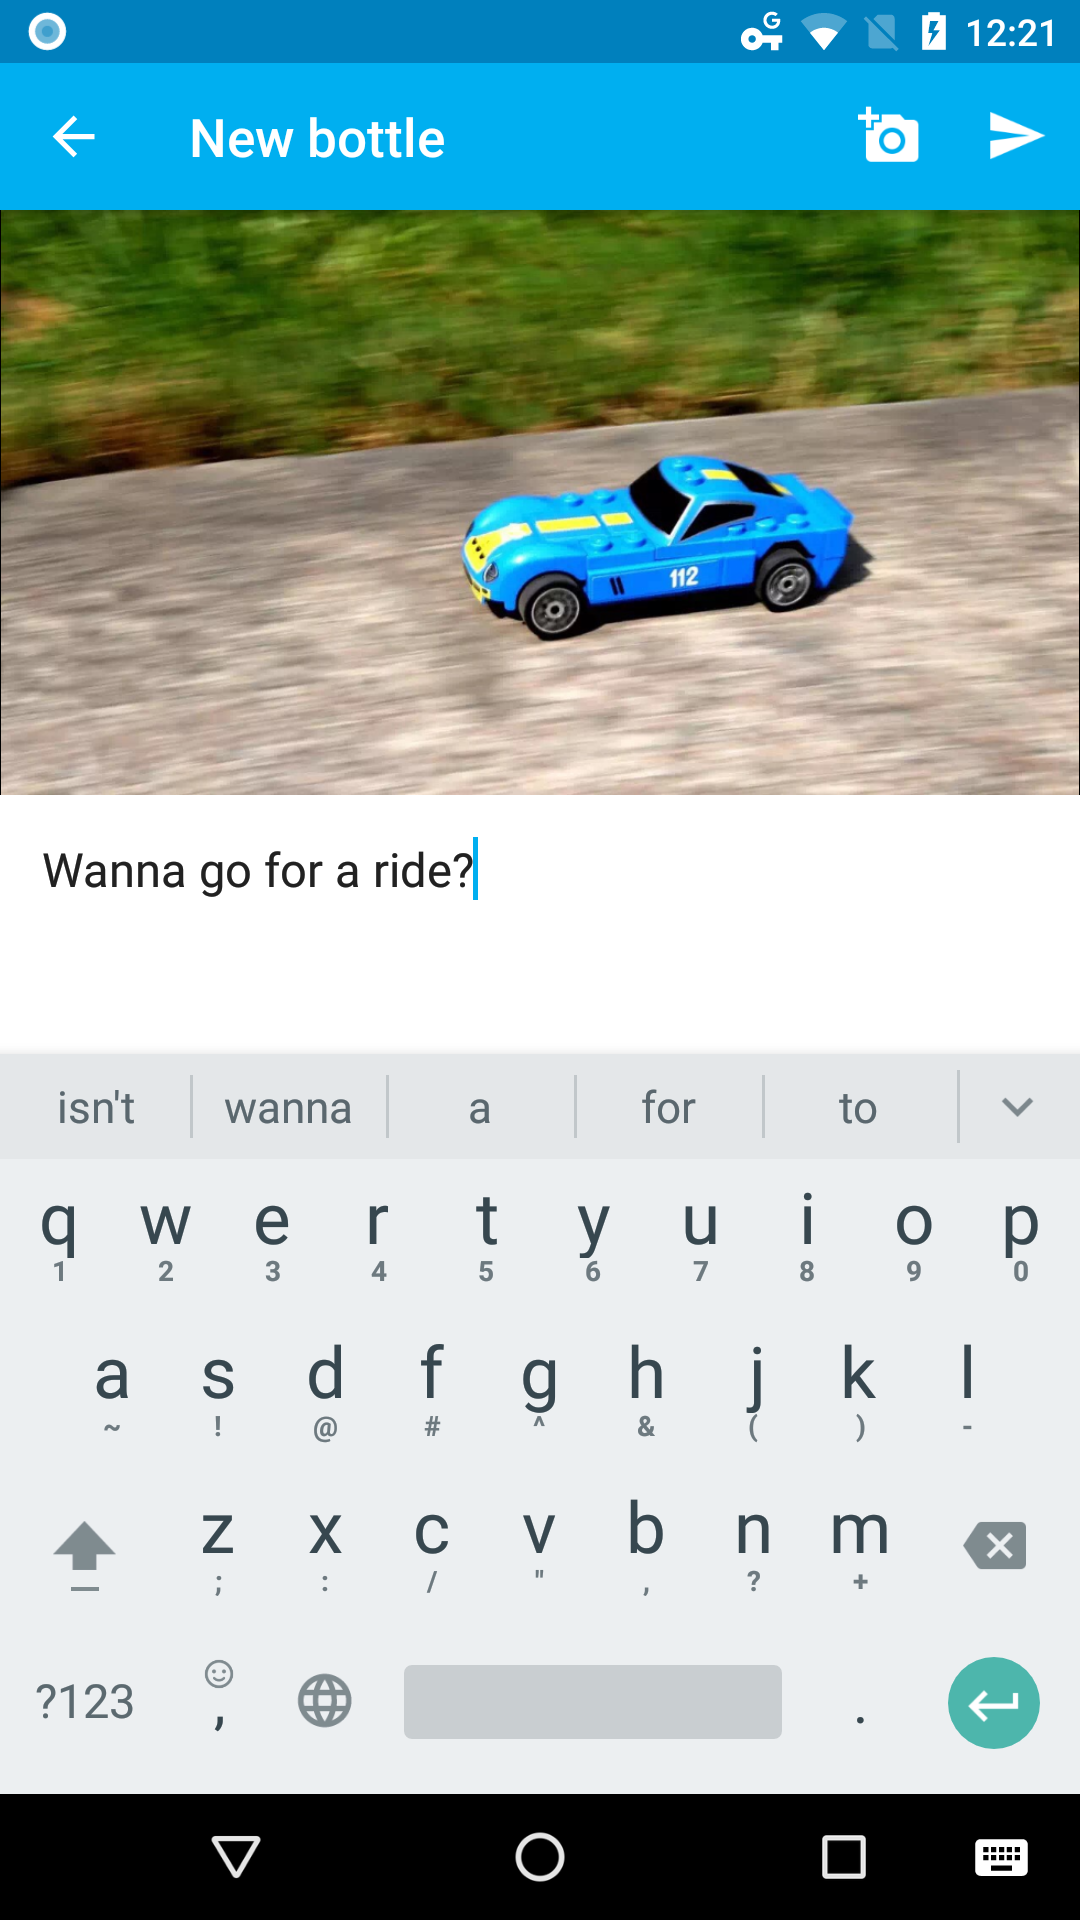 G 12:21
New bottle
112
Wanna go for a ride?
isn't wanna a for to
q w e r t y u i o p
1 2 3 4 5 6 7 8 9 0
a s d f g h j k l
~ ! @ # ^ & ( ) -
z x c v b n m
; : / " , ? +
?123 , .